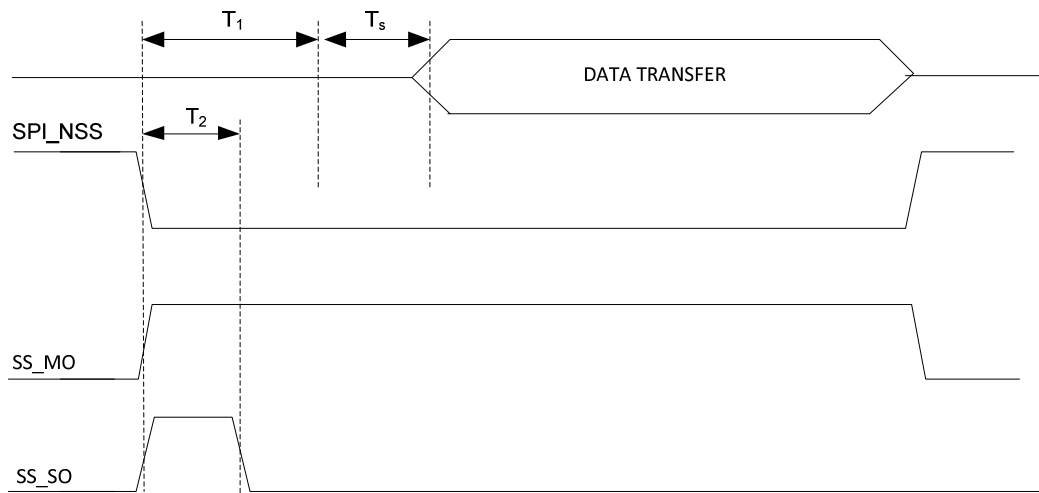 T₁
Tₛ
DATA TRANSFER
T₂
SPI_NSS
SS_MO
SS_SO